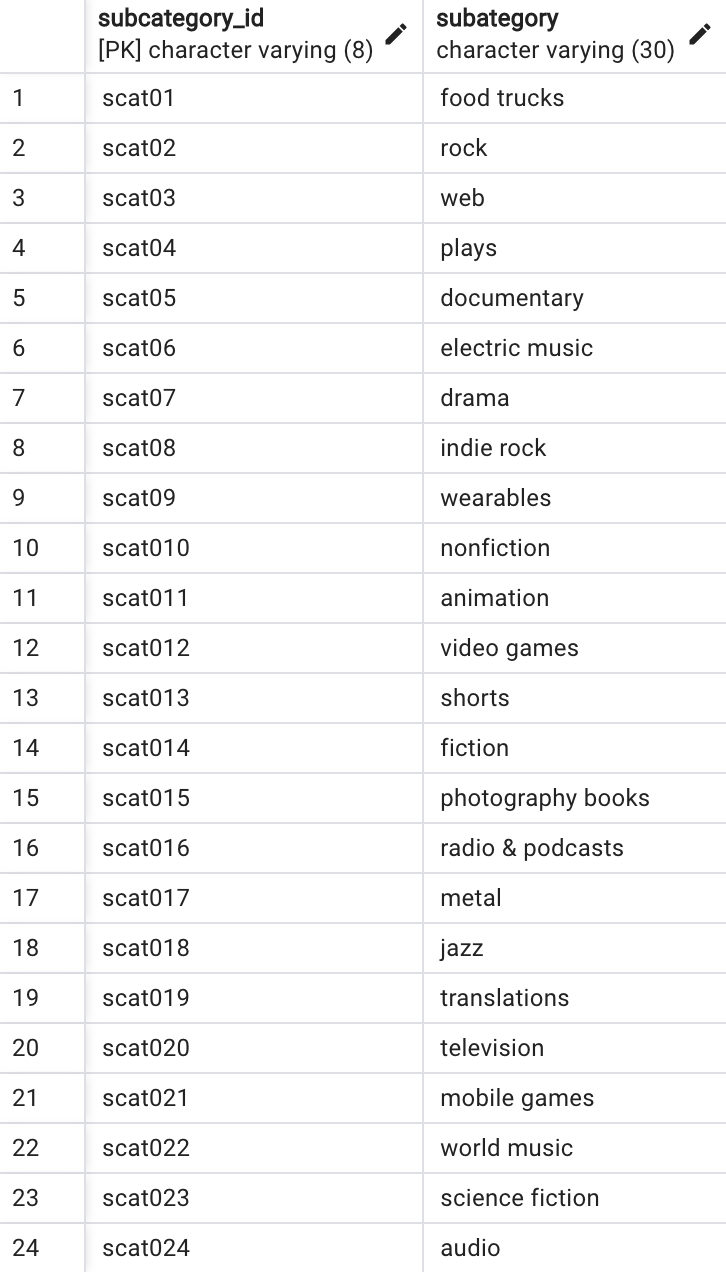 subcategory_id subategory
[PK] character varying (8) character varying (30)
1 scat01 food trucks
2 scat02 rock
3 scat03 web
4 scat04 plays
5 scat05 documentary
6 scat06 electric music
7 scat07 drama
8 scat08 indie rock
9 scat09 wearables
10 scat010 nonfiction
11 scat011 animation
12 scat012 video games
13 scat013 shorts
14 scat014 fiction
15 scat015 photography books
16 scat016 radio & podcasts
17 scat017 metal
18 scat018 jazz
19 scat019 translations
20 scat020 television
21 scat021 mobile games
22 scat022 world music
23 scat023 science fiction
24 scat024 audio